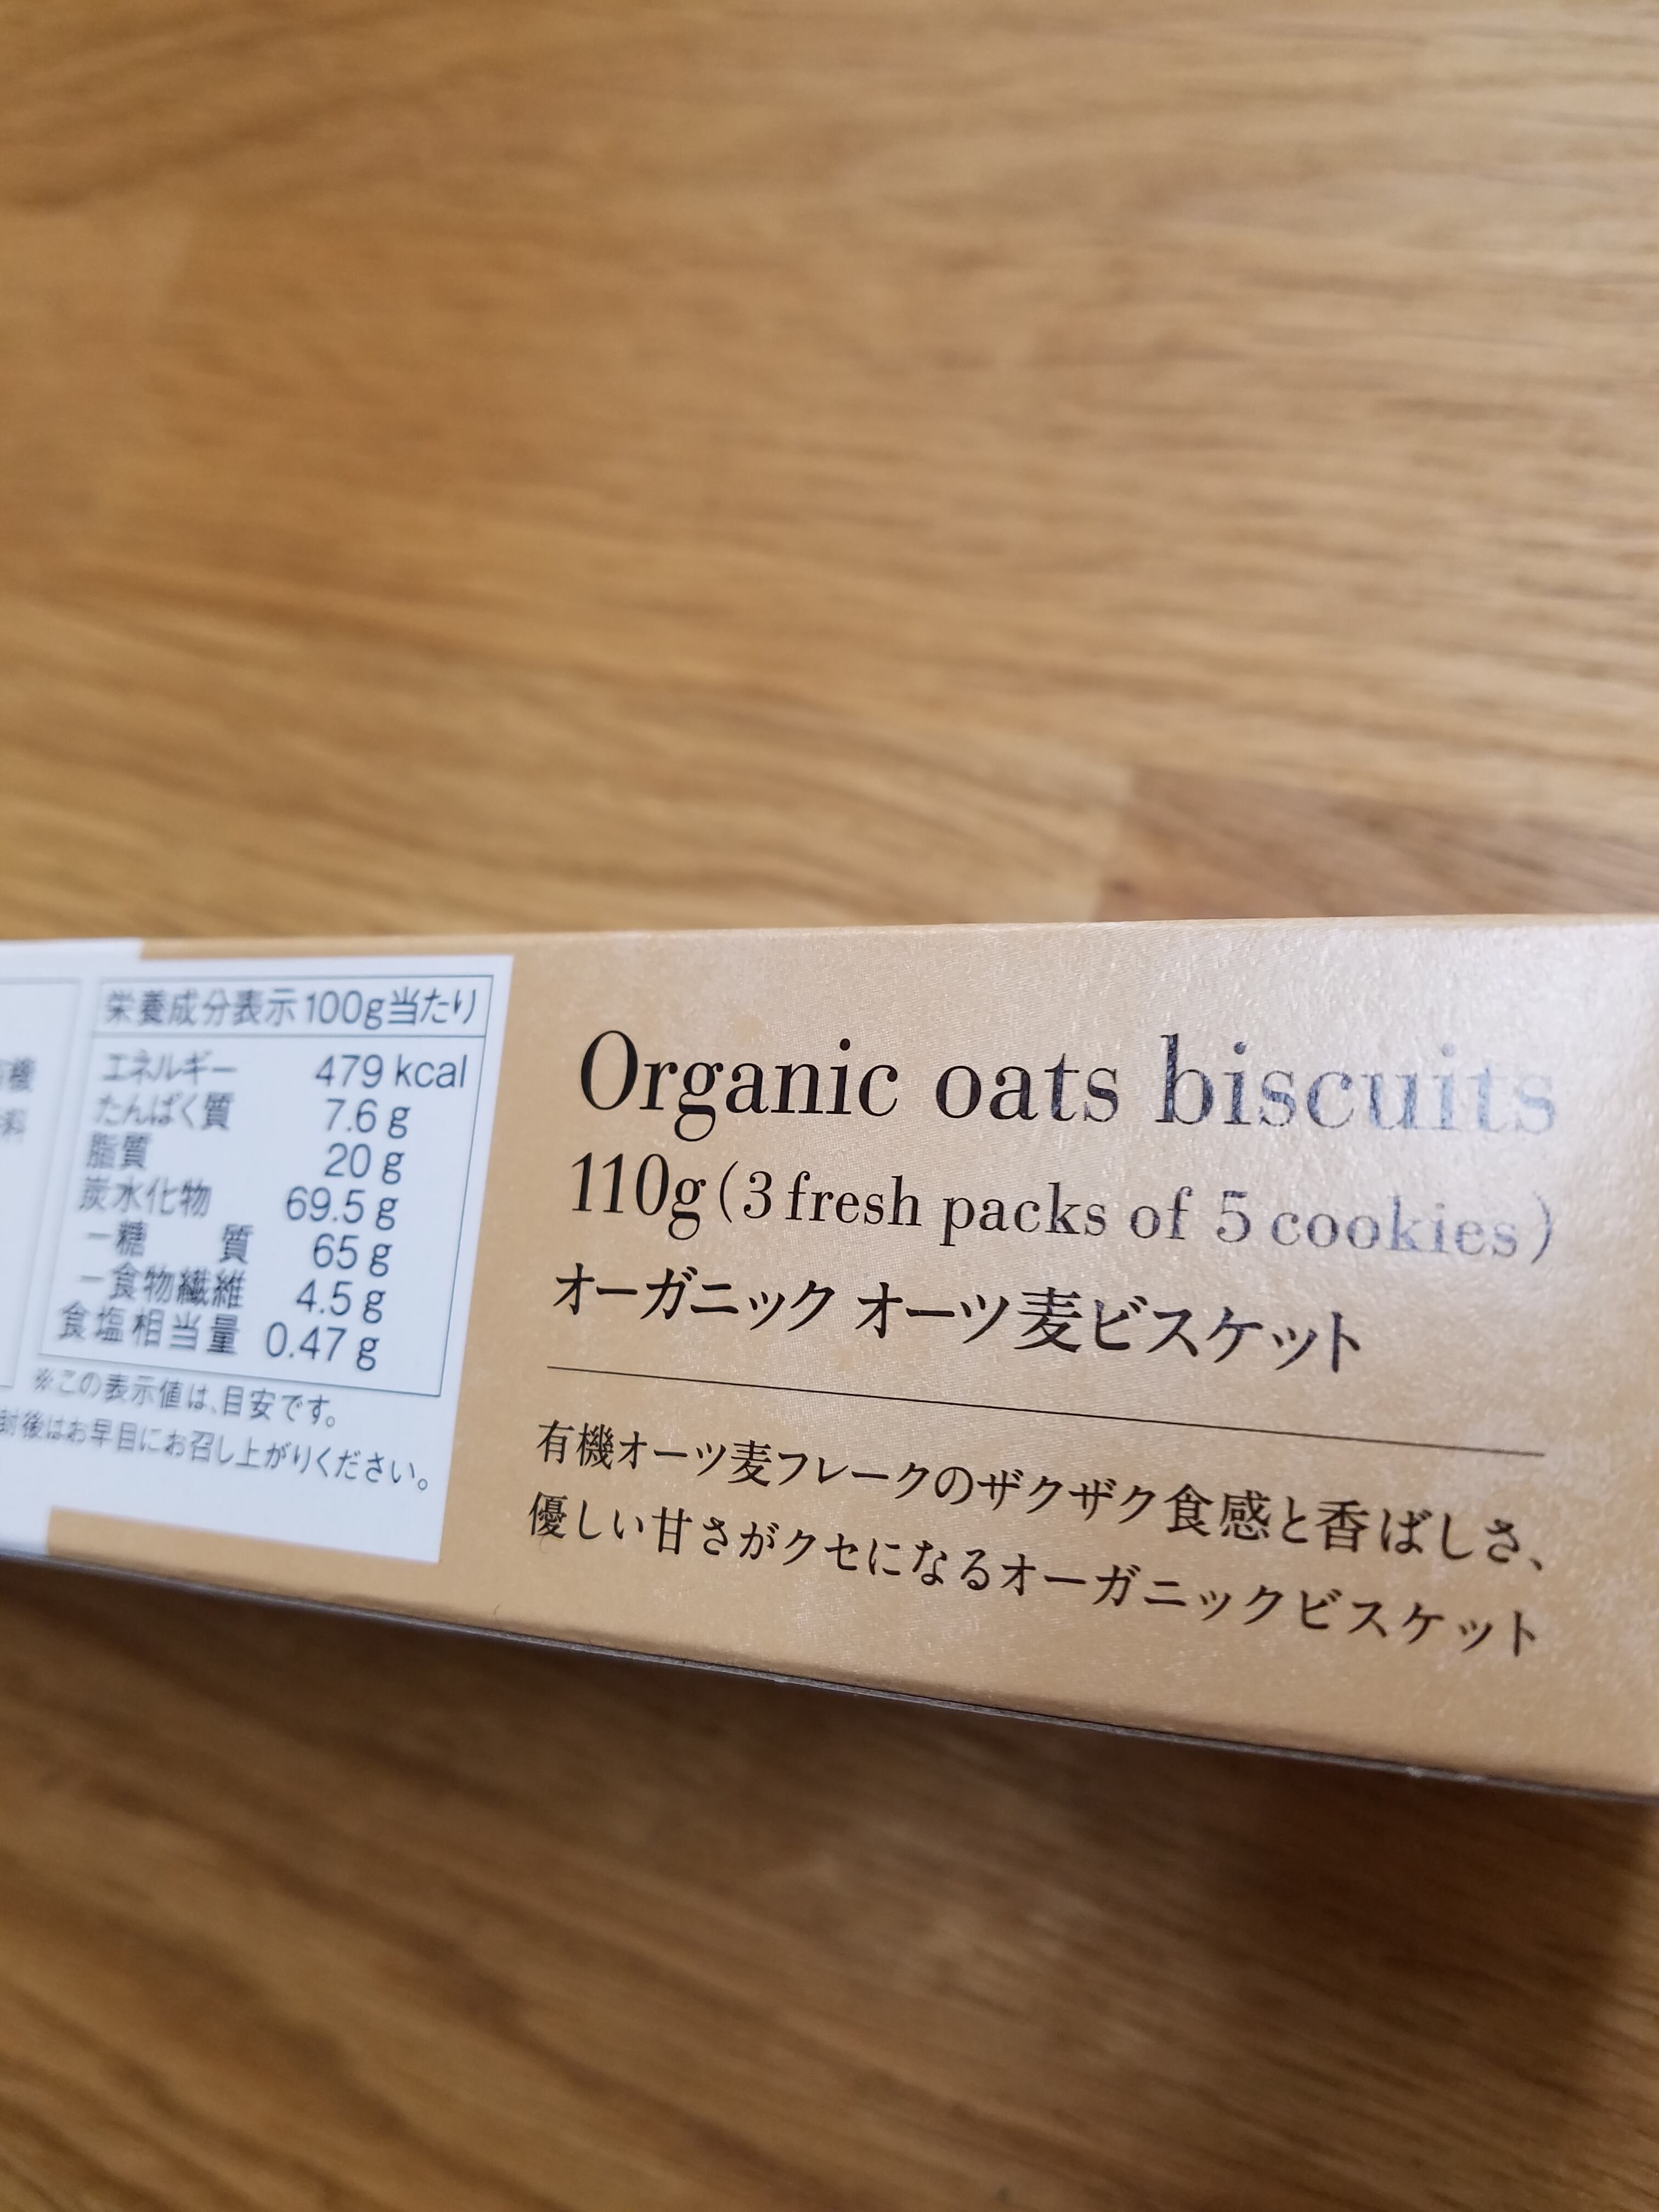 有機
料
栄養成分表示100g当たり
エネルギー 479 kcal
たんぱく質 7.6 g
脂質 20 g
炭水化物 69.5 g
ー糖 質 65 g
ー食物繊維 4.5 g
食塩相当量 0.47 g
※この表示値は、目安です。
封後はお早目にお召し上がりください。
Organic oats biscuits
110g (3 fresh packs of 5 cookies)
オーガニック オーツ麦ビスケット
有機オーツ麦フレークのザクザク食感と香ばしさ、
優しい甘さがクセになるオーガニックビスケット